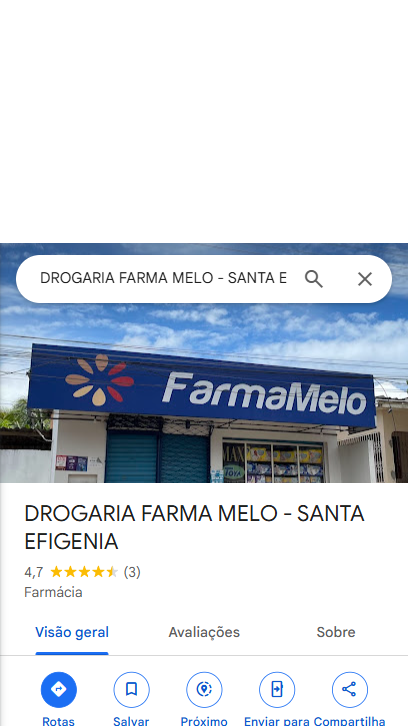 DROGARIA FARMA MELO - SANTA E
FarmaMelo
DROGARIA FARMA MELO - SANTA
EFIGENIA
4,7 (3)
Farmácia
Visão geral Avaliações Sobre
Rotas Salvar Próximo Enviar para Compartilha